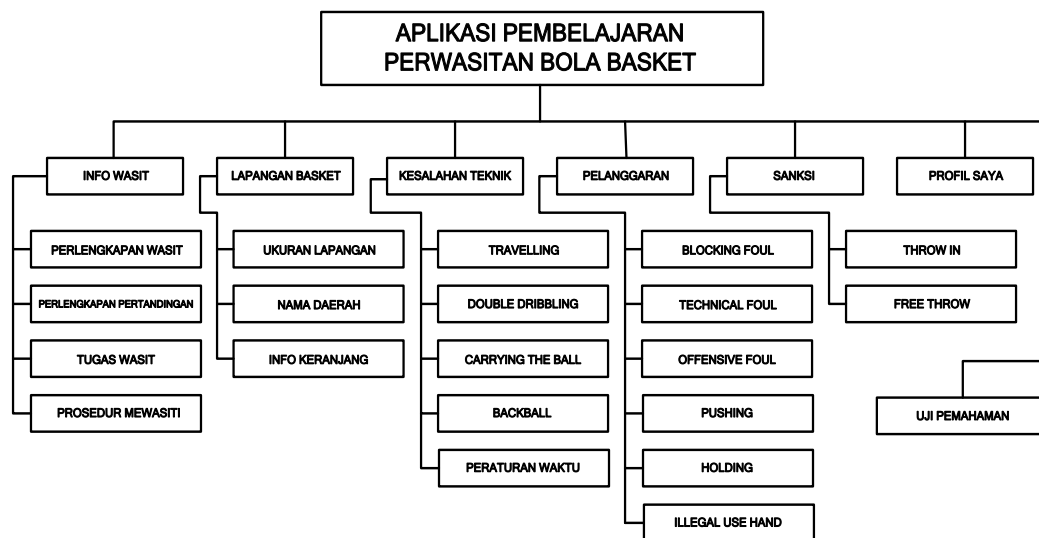 APLIKASI PEMBELAJARAN
PERWASITAN BOLA BASKET
INFO WASIT
LAPANGAN BASKET
KESALAHAN TEKNIK
PELANGGARAN
SANKSI
PROFIL SAYA
PERLENGKAPAN WASIT
PERLENGKAPAN PERTANDINGAN
TUGAS WASIT
PROSEDUR MEWASITI
UKURAN LAPANGAN
NAMA DAERAH
INFO KERANJANG
TRAVELLING
DOUBLE DRIBBLING
CARRYING THE BALL
BACKBALL
PERATURAN WAKTU
BLOCKING FOUL
TECHNICAL FOUL
OFFENSIVE FOUL
PUSHING
HOLDING
ILLEGAL USE HAND
THROW IN
FREE THROW
UJI PEMAHAMAN